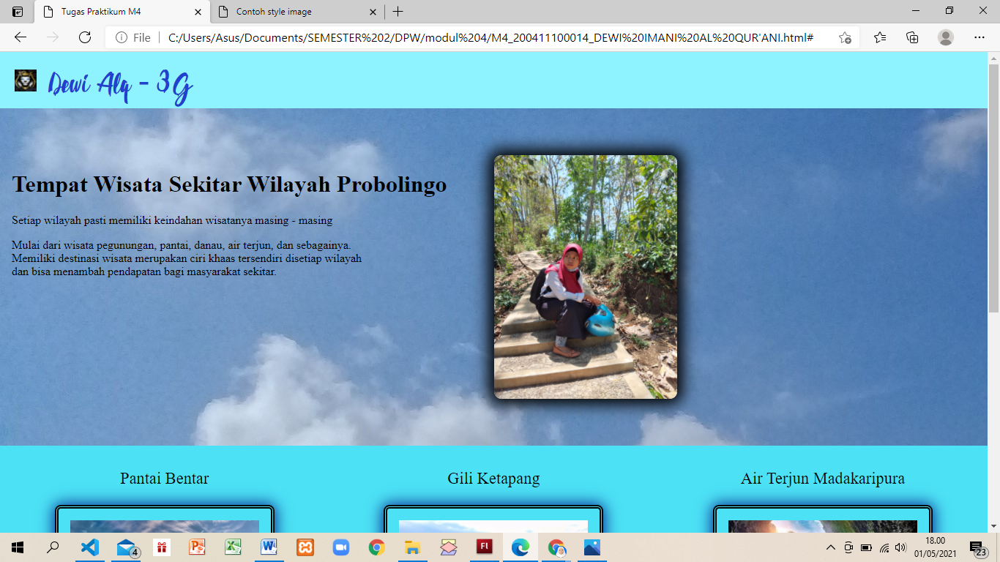 Tugas Praktikum M4
Contoh style image
File
C:/Users/Asus/Documents/SEMESTER%202/DPW/modul%204/M4_200411100014_DEWI%20IMANI%20AL%20QUR'ANI.html#
Dewi Alq - 3G
Tempat Wisata Sekitar Wilayah Probolingo
Setiap wilayah pasti memiliki keindahan wisatanya masing - masing
Mulai dari wisata pegunungan, pantai, danau, air terjun, dan sebagainya.
Memiliki destinasi wisata merupakan ciri khaas tersendiri disetiap wilayah
dan bisa menambah pendapatan bagi masyarakat sekitar.
Pantai Bentar
Gili Ketapang
Air Terjun Madakaripura
4
Fl
18.00
01/05/2021
23